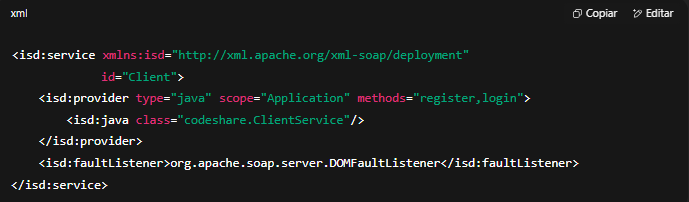 xml Copiar Editar
<isd:service xmlns:isd="http://xml.apache.org/xml-soap/deployment"
id="Client">
<isd:provider type="java" scope="Application" methods="register,login">
<isd:java class="codeshare.ClientService"/>
</isd:provider>
<isd:faultListener>org.apache.soap.server.DOMFaultListener</isd:faultListener>
</isd:service>